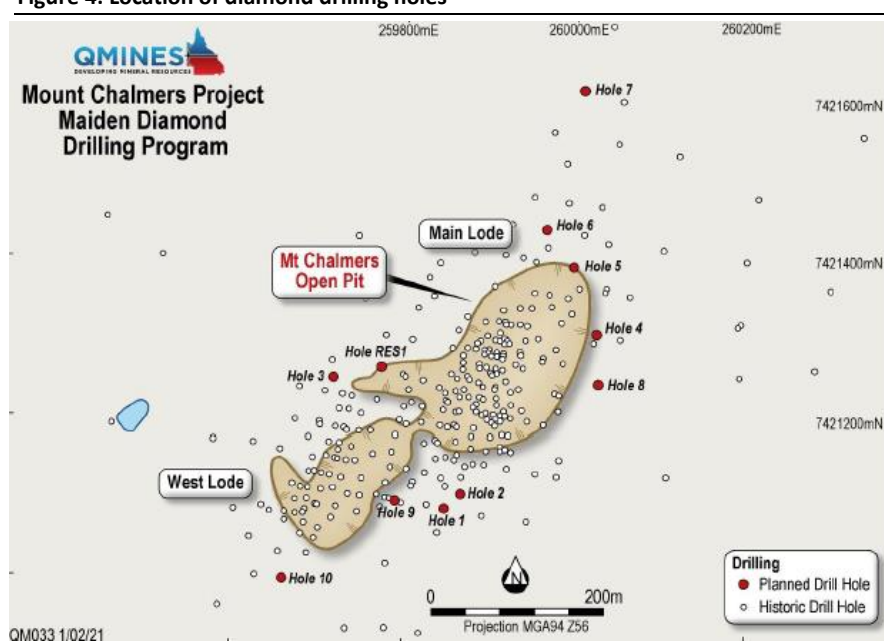 Figure 4: Location of diamond drilling holes
259800mE
260000mE
260200mE
QMINES
DEVELOPING MINERAL RESOURCES
Mount Chalmers Project
Maiden Diamond
Drilling Program
Hole 7
7421600mN
Hole 6
Main Lode
Mt Chalmers
Open Pit
Hole 5
7421400mN
Hole 4
Hole RES1
Hole 3
Hole 8
7421200mN
West Lode
Hole 2
Hole 9
Hole 1
Hole 10
N
0
200m
Projection MGA94 Z56
Drilling
Planned Drill Hole
Historic Drill Hole
QM033 1/02/21